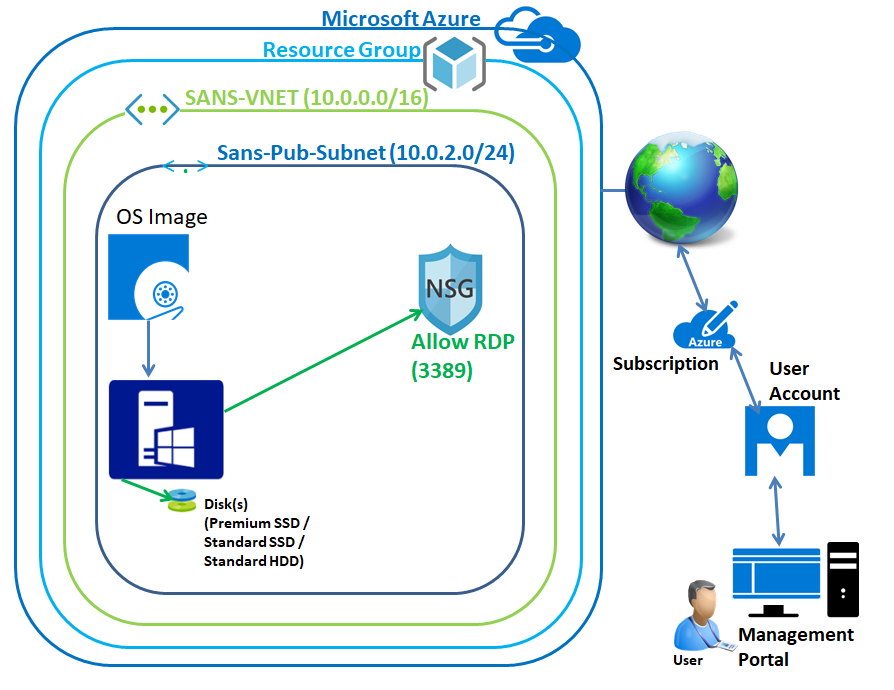 Microsoft Azure
Resource Group
SANS-VNET (10.0.0.0/16)
Sans-Pub-Subnet (10.0.2.0/24)
OS Image
NSG
Allow RDP
(3389)
Disk(s)
(Premium SSD /
Standard SSD /
Standard HDD)
Azure
Subscription
User
Account
Management
Portal
User